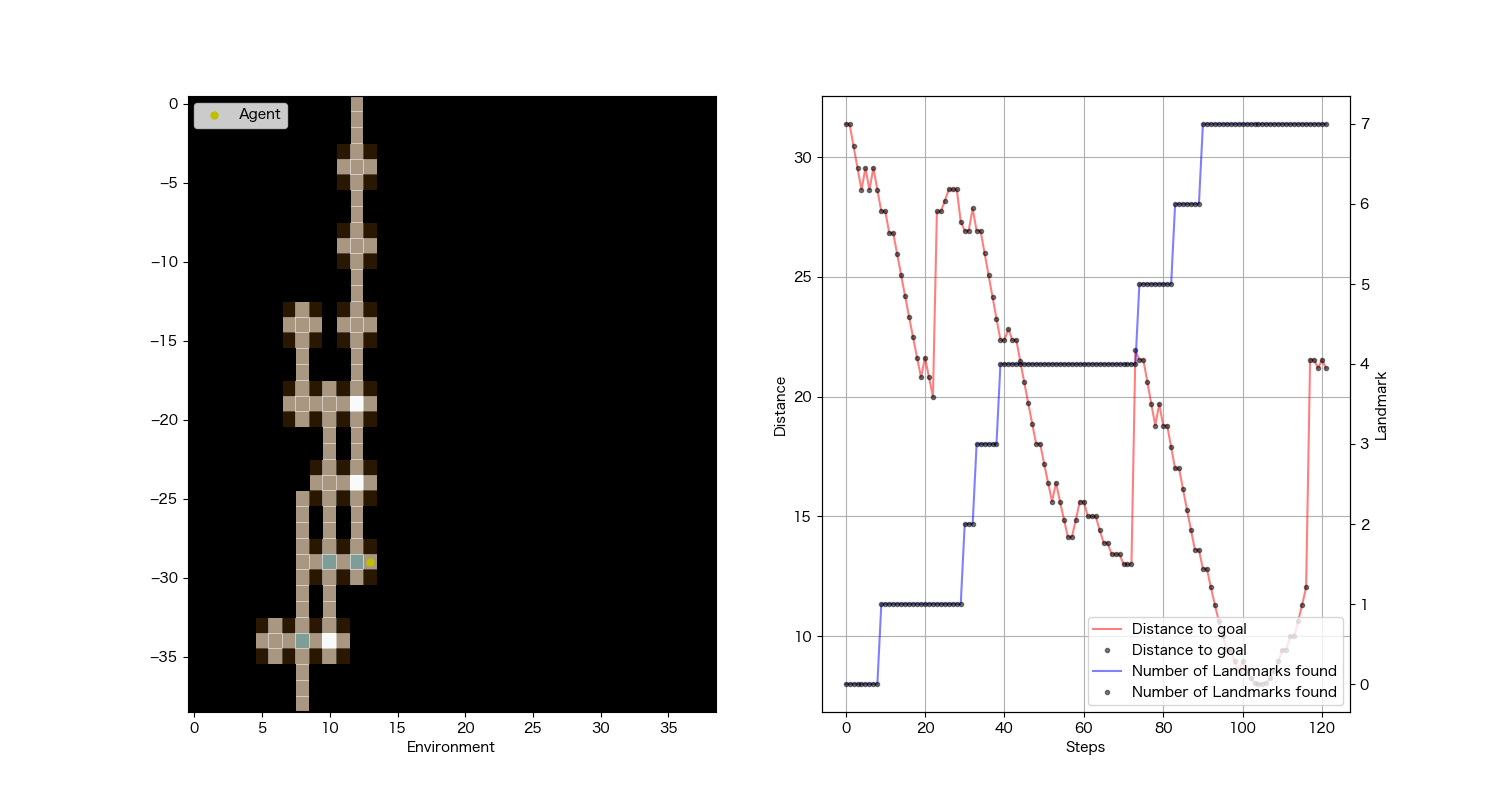 Agent
0
−5
−10
−15
−20
−25
−30
−35
0 5 10 15 20 25 30 35
Environment
30
25
20
15
10
Distance
7
6
5
4
3
2
1
0
Landmark
Distance to goal
Distance to goal
Number of Landmarks found
Number of Landmarks found
0 20 40 60 80 100 120
Steps